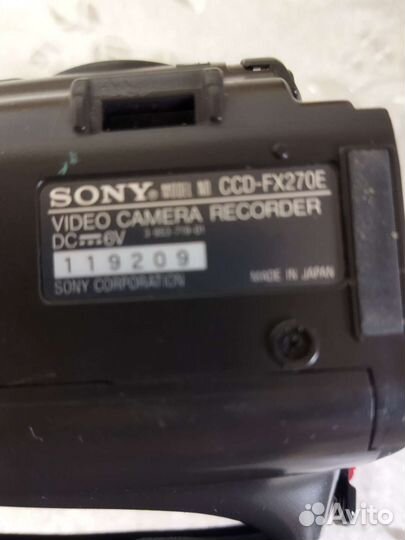 SONY® MODEL NO. CCD-FX270E
VIDEO CAMERA RECORDER
DC ⎓ 6V
119209
SONY CORPORATION
MADE IN JAPAN
Avito